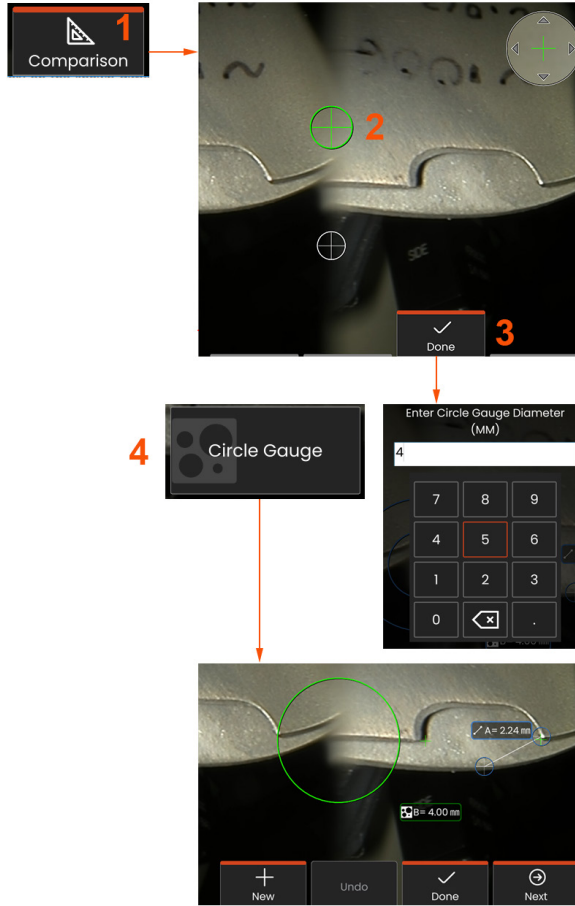 1
Comparison
2
SIDE
Done
3
4
Circle Gauge
Enter Circle Gauge Diameter
(MM)
4
7 8 9
4 5 6
1 2 3
0 .
A= 2.24 mm
B= 4.00 mm
New
Undo
Done
Next